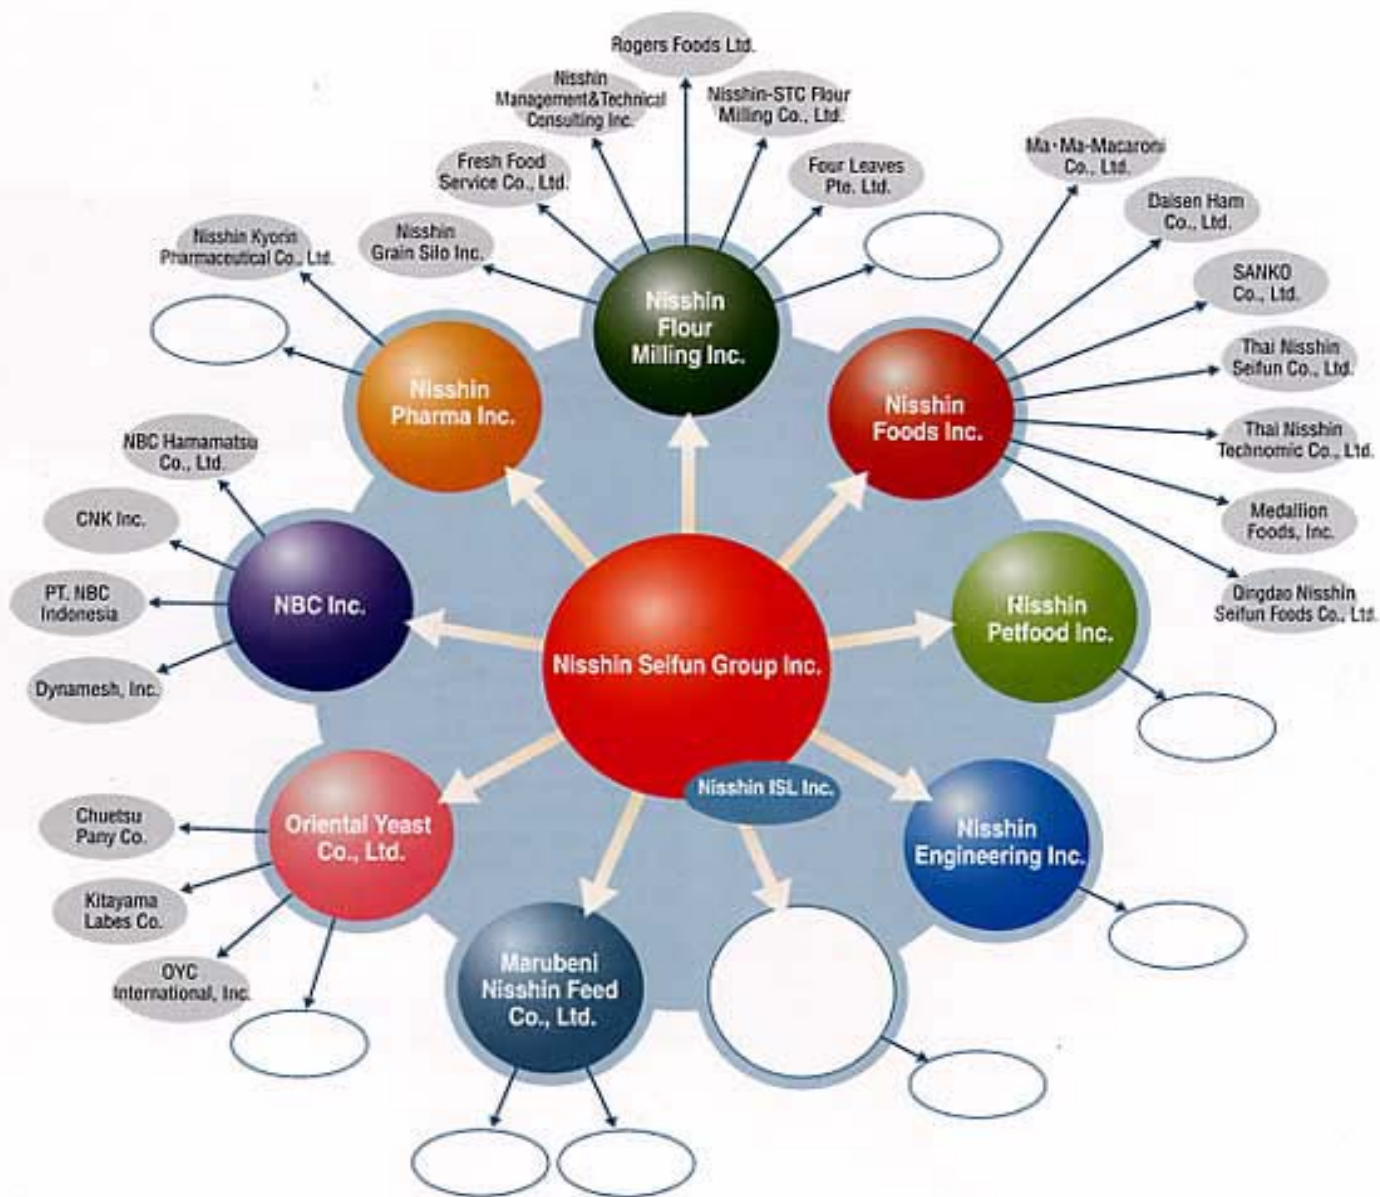 Rogers Foods Ltd.
Nisshin
Management&Technical
Consulting Inc.
Nisshin-STC Flour
Milling Co., Ltd.
Fresh Food
Service Co., Ltd.
Four Leaves
Pte. Ltd.
Nisshin
Grain Silo Inc.
Ma·Ma-Macaroni
Co., Ltd.
Daisen Ham
Co., Ltd.
SANKO
Co., Ltd.
Thai Nisshin
Seifun Co., Ltd.
Thai Nisshin
Technomic Co., Ltd.
Medallion
Foods, Inc.
Qingdao Nisshin
Seifun Foods Co., Ltd.
Nisshin Kyorin
Pharmaceutical Co., Ltd.
Nisshin
Flour
Milling Inc.
Nisshin
Pharma Inc.
Nisshin
Foods Inc.
NBC Hamamatsu
Co., Ltd.
CNK Inc.
PT. NBC
Indonesia
Dynamesh, Inc.
NBC Inc.
Nisshin
Petfood Inc.
Nisshin Seifun Group Inc.
Nisshin ISL Inc.
Oriental Yeast
Co., Ltd.
Nisshin
Engineering Inc.
Chuetsu
Pany Co.
Kitayama
Labes Co.
OYC
International, Inc.
Marubeni
Nisshin Feed
Co., Ltd.